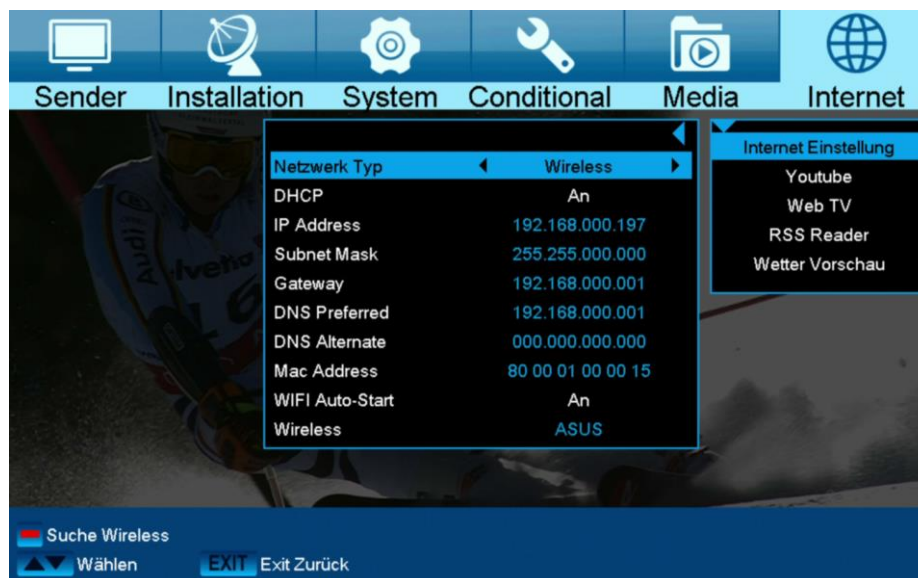 Sender Installation System Conditional Media Internet
Netzwerk Typ Wireless
DHCP An
IP Address 192.168.000.197
Subnet Mask 255.255.000.000
Gateway 192.168.000.001
DNS Preferred 192.168.000.001
DNS Alternate 000.000.000.000
Mac Address 80 00 01 00 00 15
WIFI Auto-Start An
Wireless ASUS
Internet Einstellung
Youtube
Web TV
RSS Reader
Wetter Vorschau
Audi
Suche Wireless
Wählen EXIT Exit Zurück